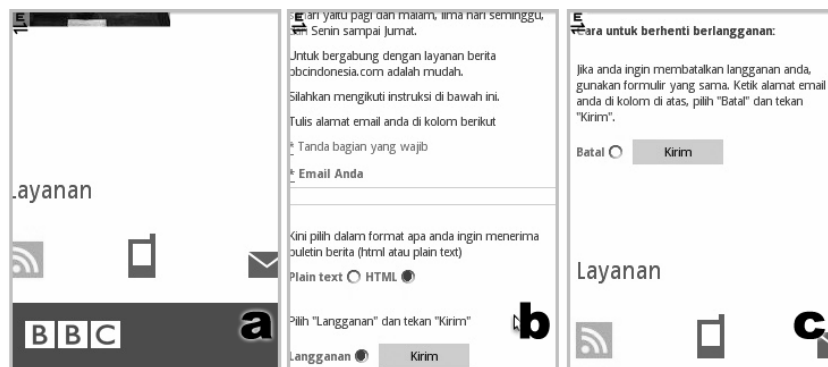 E
Layanan
BBC
a
E
sehari yaitu pagi dan malam, lima hari seminggu,
dari Senin sampai Jumat.
Untuk bergabung dengan layanan berita
bbcindonesia.com adalah mudah.
Silahkan mengikuti instruksi di bawah ini.
Tulis alamat email anda di kolom berikut
* Tanda bagian yang wajib
* Email Anda
Kini pilih dalam format apa anda ingin menerima
buletin berita (html atau plain text)
Plain text HTML
Pilih "Langganan" dan tekan "Kirim"
Langganan Kirim
b
E
Cara untuk berhenti berlangganan:
Jika anda ingin membatalkan langganan anda,
gunakan formulir yang sama. Ketik alamat email
anda di kolom di atas, pilih "Batal" dan tekan
"Kirim".
Batal Kirim
Layanan
c